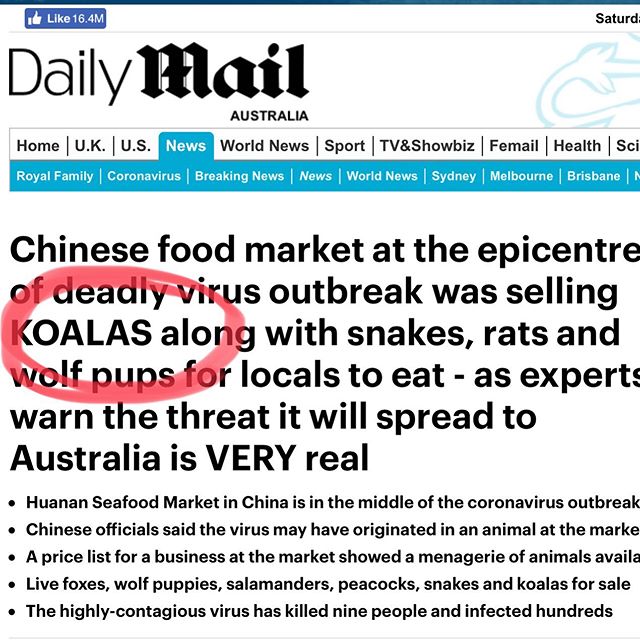 Like 16.4M
Saturd
Daily Mail
AUSTRALIA
Home U.K. U.S. News World News Sport TV&Showbiz Femail Health Sci
Royal Family Coronavirus Breaking News News World News Sydney Melbourne Brisbane
Chinese food market at the epicentre
of deadly virus outbreak was selling
KOALAS along with snakes, rats and
wolf pups for locals to eat - as experts
warn the threat it will spread to
Australia is VERY real
• Huanan Seafood Market in China is in the middle of the coronavirus outbreak
• Chinese officials said the virus may have originated in an animal at the marke
• A price list for a business at the market showed a menagerie of animals availa
• Live foxes, wolf puppies, salamanders, peacocks, snakes and koalas for sale
• The highly-contagious virus has killed nine people and infected hundreds